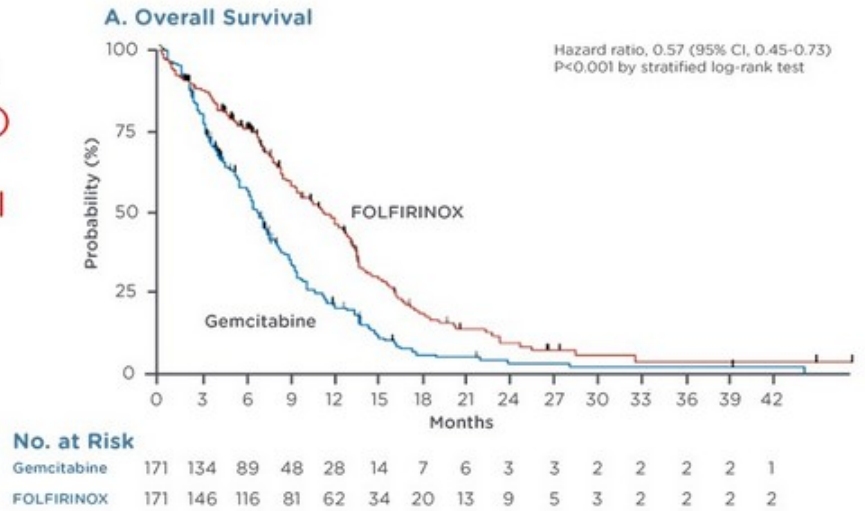 A. Overall Survival
Hazard ratio, 0.57 (95% CI, 0.45-0.73)
P<0.001 by stratified log-rank test
100
75
50
25
0
Probability (%)
FOLFIRINOX
Gemcitabine
0 3 6 9 12 15 18 21 24 27 30 33 36 39 42
Months
No. at Risk
Gemcitabine 171 134 89 48 28 14 7 6 3 3 2 2 2 2 1
FOLFIRINOX 171 146 116 81 62 34 20 13 9 5 3 2 2 2 2